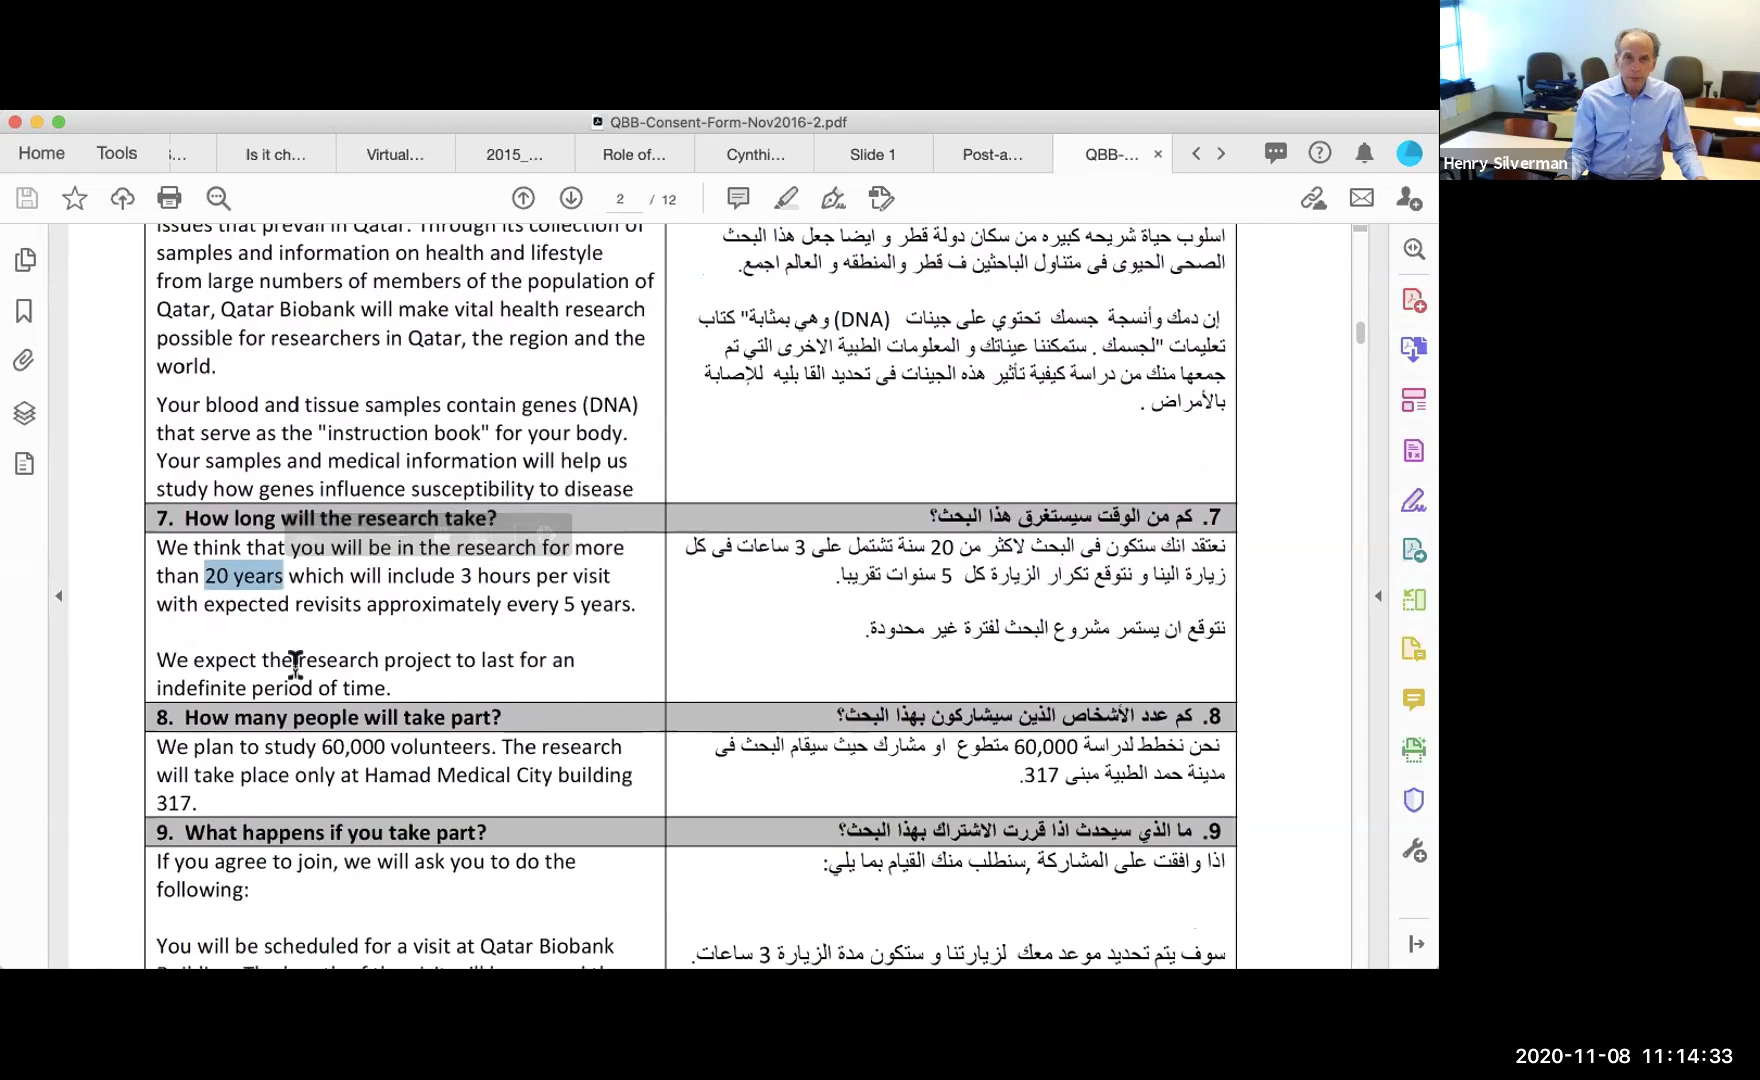 QBB-Consent-Form-Nov2016-2.pdf
Home Tools Is it ch... Virtual... 2015_... Role of... Cynthi... Slide 1 Post-a... QBB-...
2 / 12
Henry Silverman
issues that prevail in Qatar. Through its collection of
samples and information on health and lifestyle
from large numbers of members of the population of
Qatar, Qatar Biobank will make vital health research
possible for researchers in Qatar, the region and the
world.
Your blood and tissue samples contain genes (DNA)
that serve as the "instruction book" for your body.
Your samples and medical information will help us
study how genes influence susceptibility to disease
اسلوب حياة شريحه كبيره من سكان دولة قطر و ايضا جعل هذا البحث
الصحى الحيوى فى متناول الباحثين ف قطر والمنطقه و العالم اجمع.
إن دمك وأنسجة جسمك تحتوي على جينات (DNA) وهي بمثابة" كتاب
تعليمات "لجسمك . ستمكننا عيناتك و المعلومات الطبية الاخرى التي تم
جمعها منك من دراسة كيفية تأثير هذه الجينات فى تحديد القا بليه للإصابة
بالأمراض .
7. How long will the research take?
7. كم من الوقت سيستغرق هذا البحث؟
We think that you will be in the research for more
than 20 years which will include 3 hours per visit
with expected revisits approximately every 5 years.
We expect the research project to last for an
indefinite period of time.
نعتقد انك ستكون فى البحث لاكثر من 20 سنة تشتمل على 3 ساعات فى كل
زيارة الينا و نتوقع تكرار الزيارة كل 5 سنوات تقريبا.
نتوقع ان يستمر مشروع البحث لفترة غير محدودة.
8. How many people will take part?
8. كم عدد الأشخاص الذين سيشاركون بهذا البحث؟
We plan to study 60,000 volunteers. The research
will take place only at Hamad Medical City building
317.
نحن نخطط لدراسة 60,000 متطوع او مشارك حيث سيقام البحث فى
مدينة حمد الطبية مبنى 317.
9. What happens if you take part?
9. ما الذي سيحدث اذا قررت الاشتراك بهذا البحث؟
If you agree to join, we will ask you to do the
following:
You will be scheduled for a visit at Qatar Biobank
اذا وافقت على المشاركة ,سنطلب منك القيام بما يلي:
سوف يتم تحديد موعد معك لزيارتنا و ستكون مدة الزيارة 3 ساعات.
2020-11-08 11:14:33